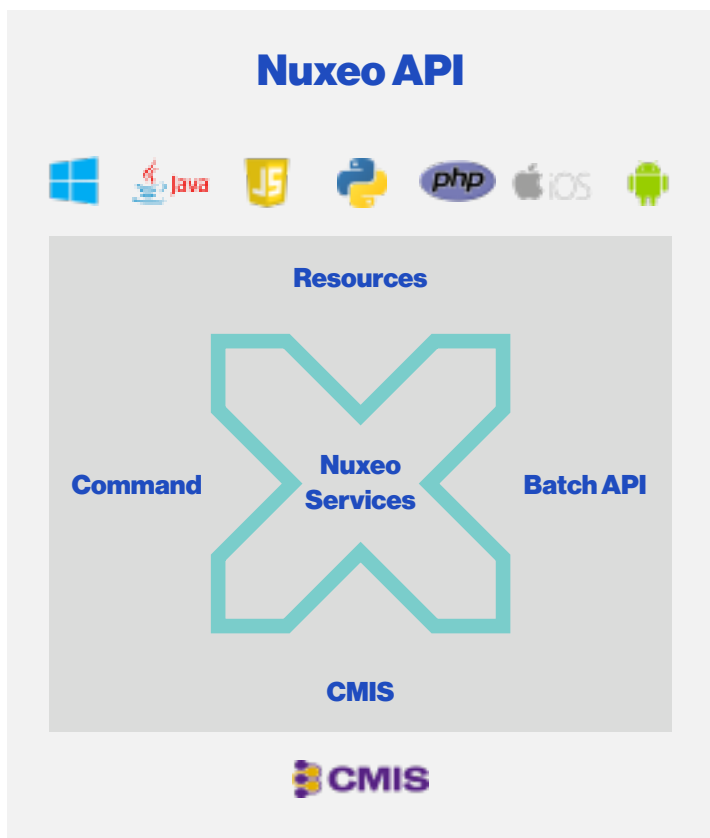 Nuxeo API
Java
JS
php
iOS
Resources
Command
Nuxeo
Services
Batch API
CMIS
CMIS